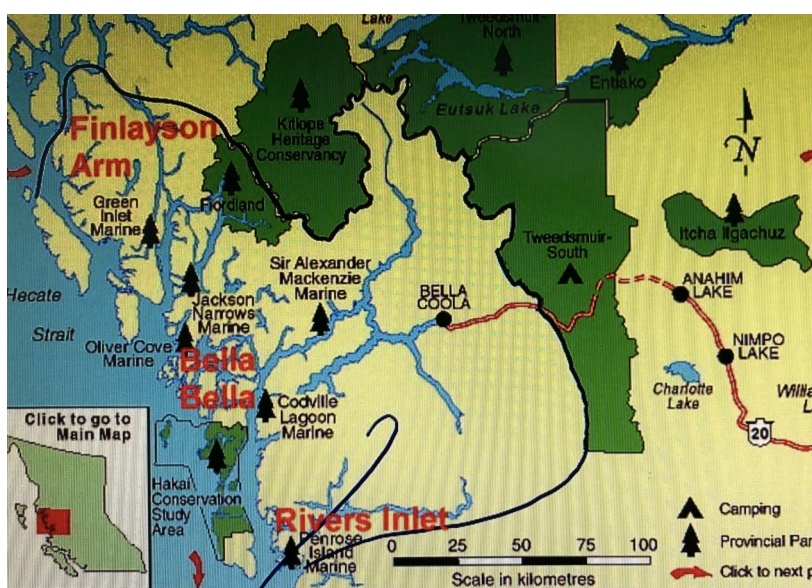 Lake
Tweedsmuir-
North
Entiako
Eutsuk Lake
Kitlope
Heritage
Conservancy
Finlayson
Arm
Fiordland
N
Green
Inlet
Marine
Itcha Ilgachuz
Tweedsmuir-
South
Sir Alexander
Mackenzie
Marine
BELLA
COOLA
ANAHIM
LAKE
Hecate
Strait
Jackson
Narrows
Marine
Oliver Cove
Marine
NIMPO
LAKE
Bella
Bella
Charlotte
Lake
Codville
Lagoon
Marine
Click to go to
Main Map
20
Hakai
Conservation
Study
Area
Rivers Inlet
Penrose
Island
Marine
Camping
Provincial Par
Click to next p
0 25 50 75 100
Scale in kilometres